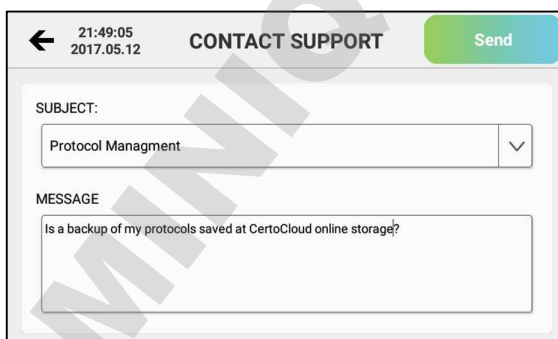 21:49:05
2017.05.12
CONTACT SUPPORT
Send
SUBJECT:
Protocol Managment
MESSAGE
Is a backup of my protocols saved at CertoCloud online storage?
MINIQ